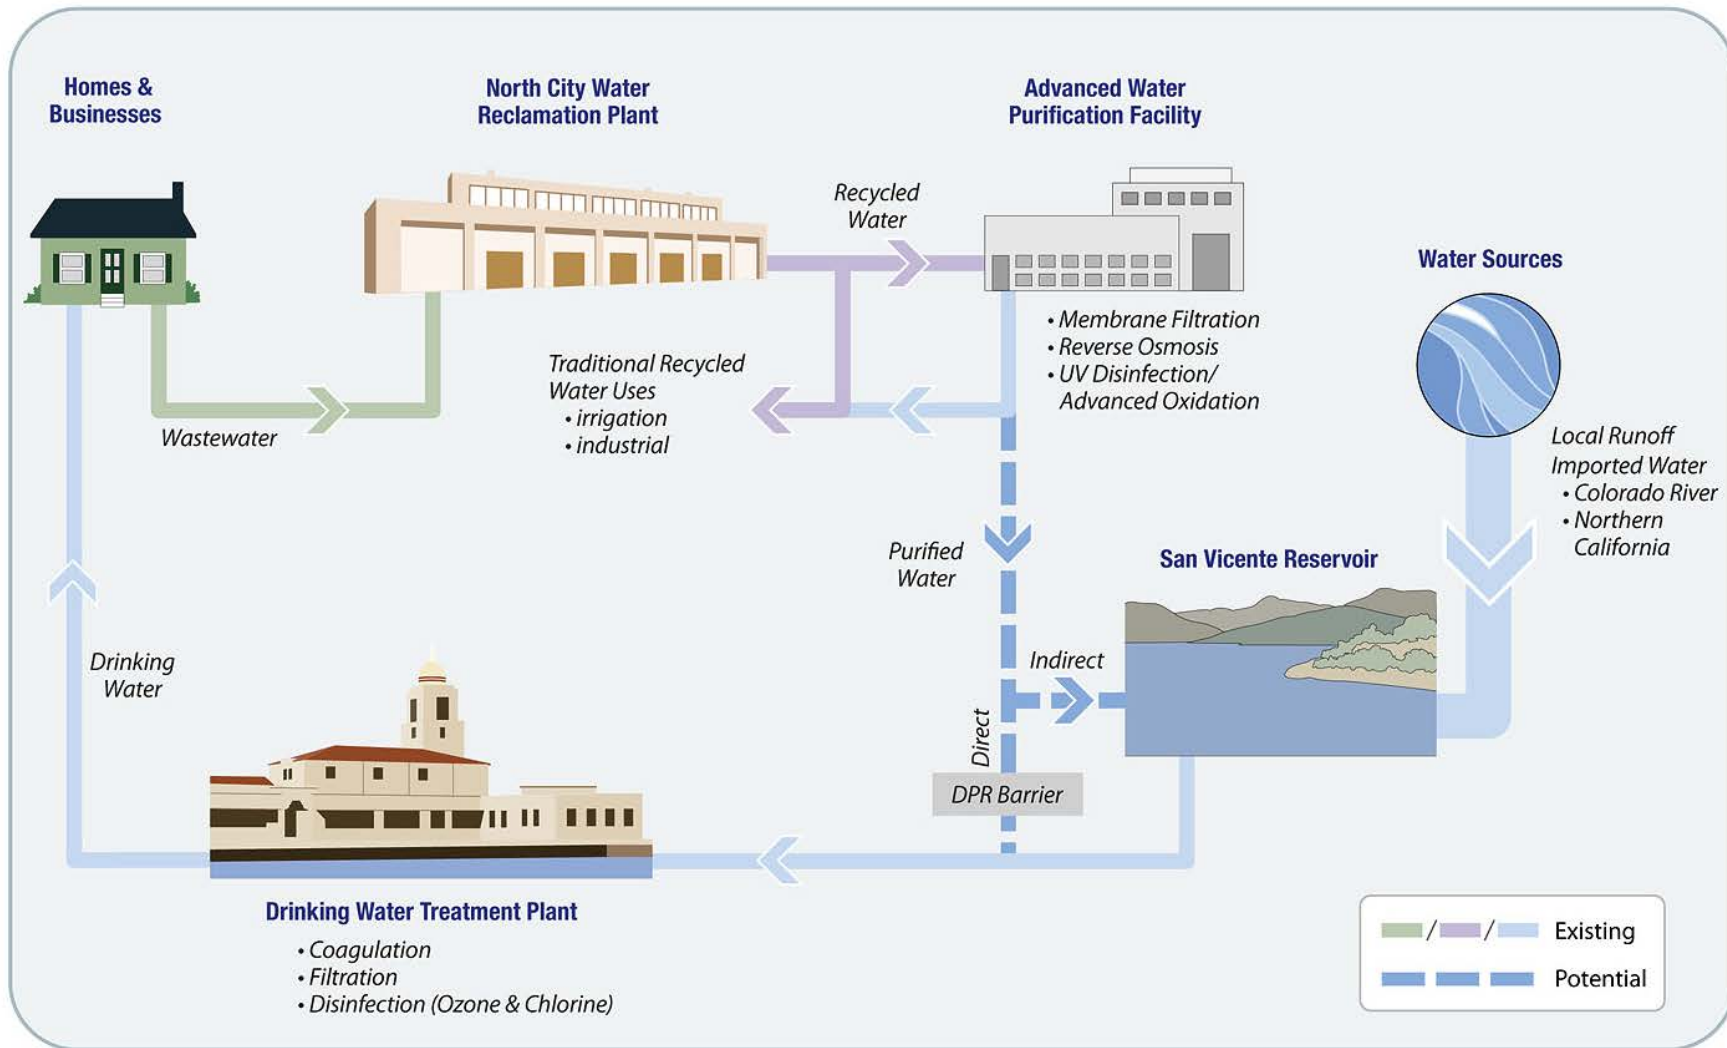 Homes &
Businesses
North City Water
Reclamation Plant
Advanced Water
Purification Facility
Recycled
Water
Water Sources
• Membrane Filtration
• Reverse Osmosis
• UV Disinfection/
Advanced Oxidation
Traditional Recycled
Water Uses
• irrigation
• industrial
Wastewater
Local Runoff
Imported Water
• Colorado River
• Northern
California
Purified
Water
San Vicente Reservoir
Drinking
Water
Indirect
Direct
DPR Barrier
Drinking Water Treatment Plant
• Coagulation
• Filtration
• Disinfection (Ozone & Chlorine)
/ / Existing
Potential